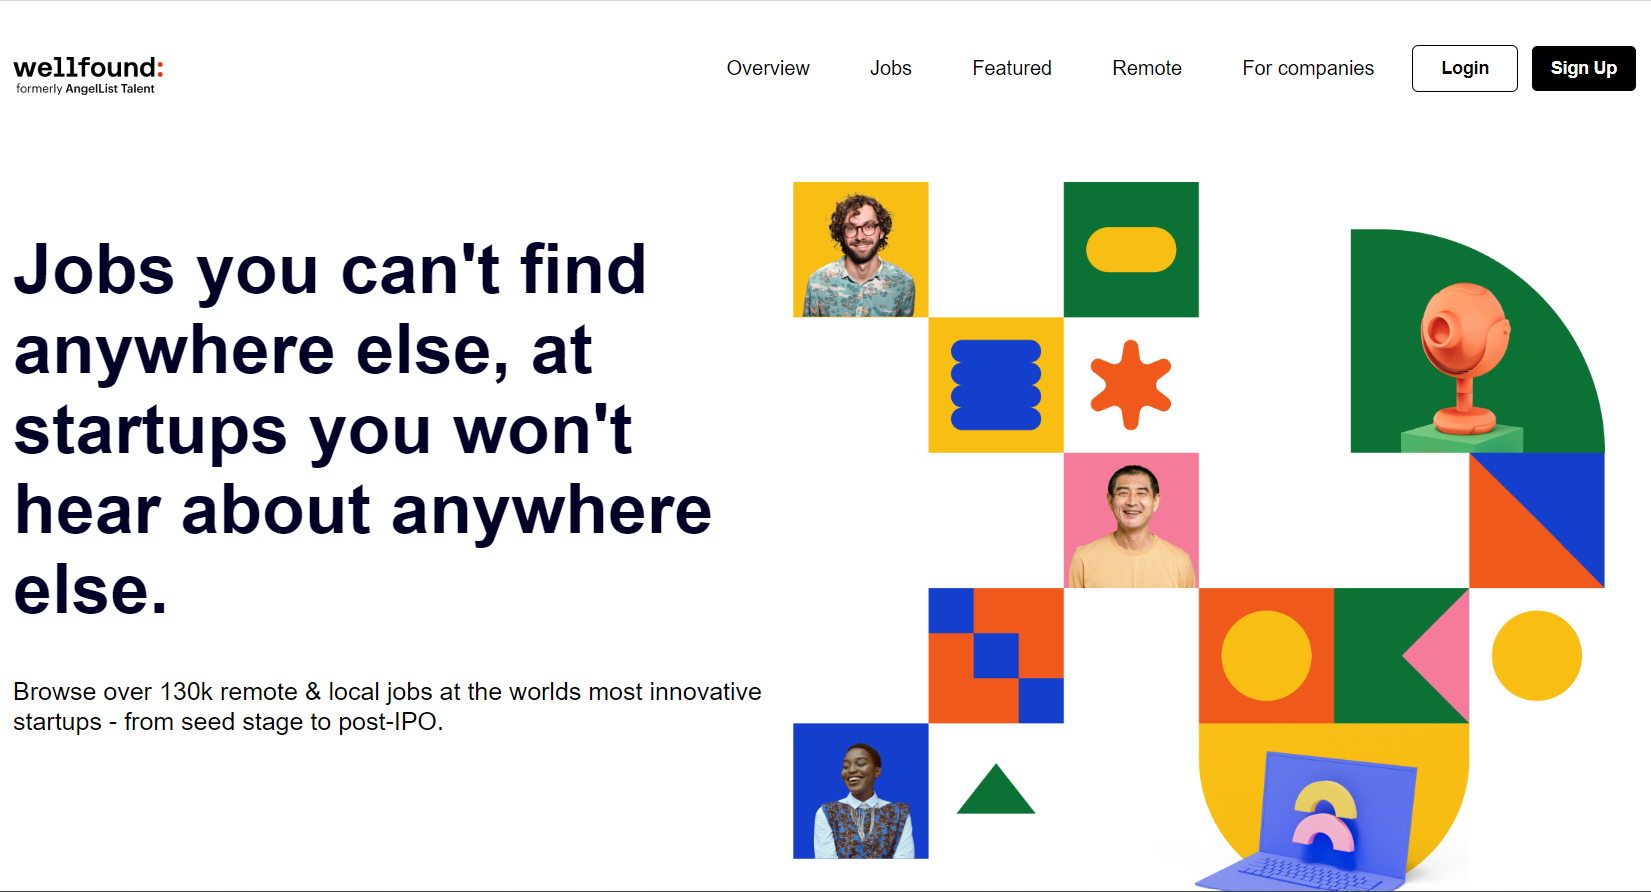 wellfound:
formerly AngelList Talent
Overview
Jobs
Featured
Remote
For companies
Login
Sign Up
Jobs you can't find
anywhere else, at
startups you won't
hear about anywhere
else.
Browse over 130k remote & local jobs at the worlds most innovative
startups - from seed stage to post-IPO.